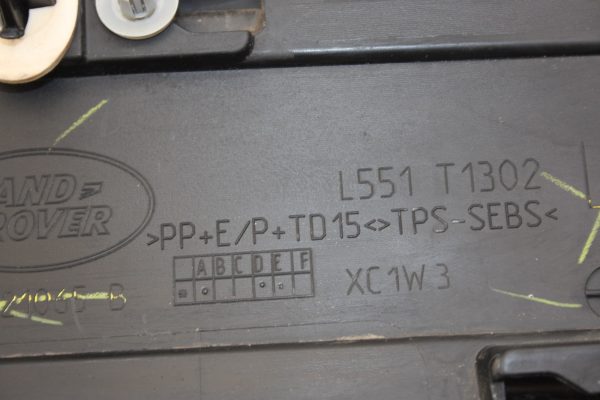 LAND
ROVER
L551 T1302
>PP+E/P+TD15<>TPS-SEBS<
A B C D E F
XC1W3